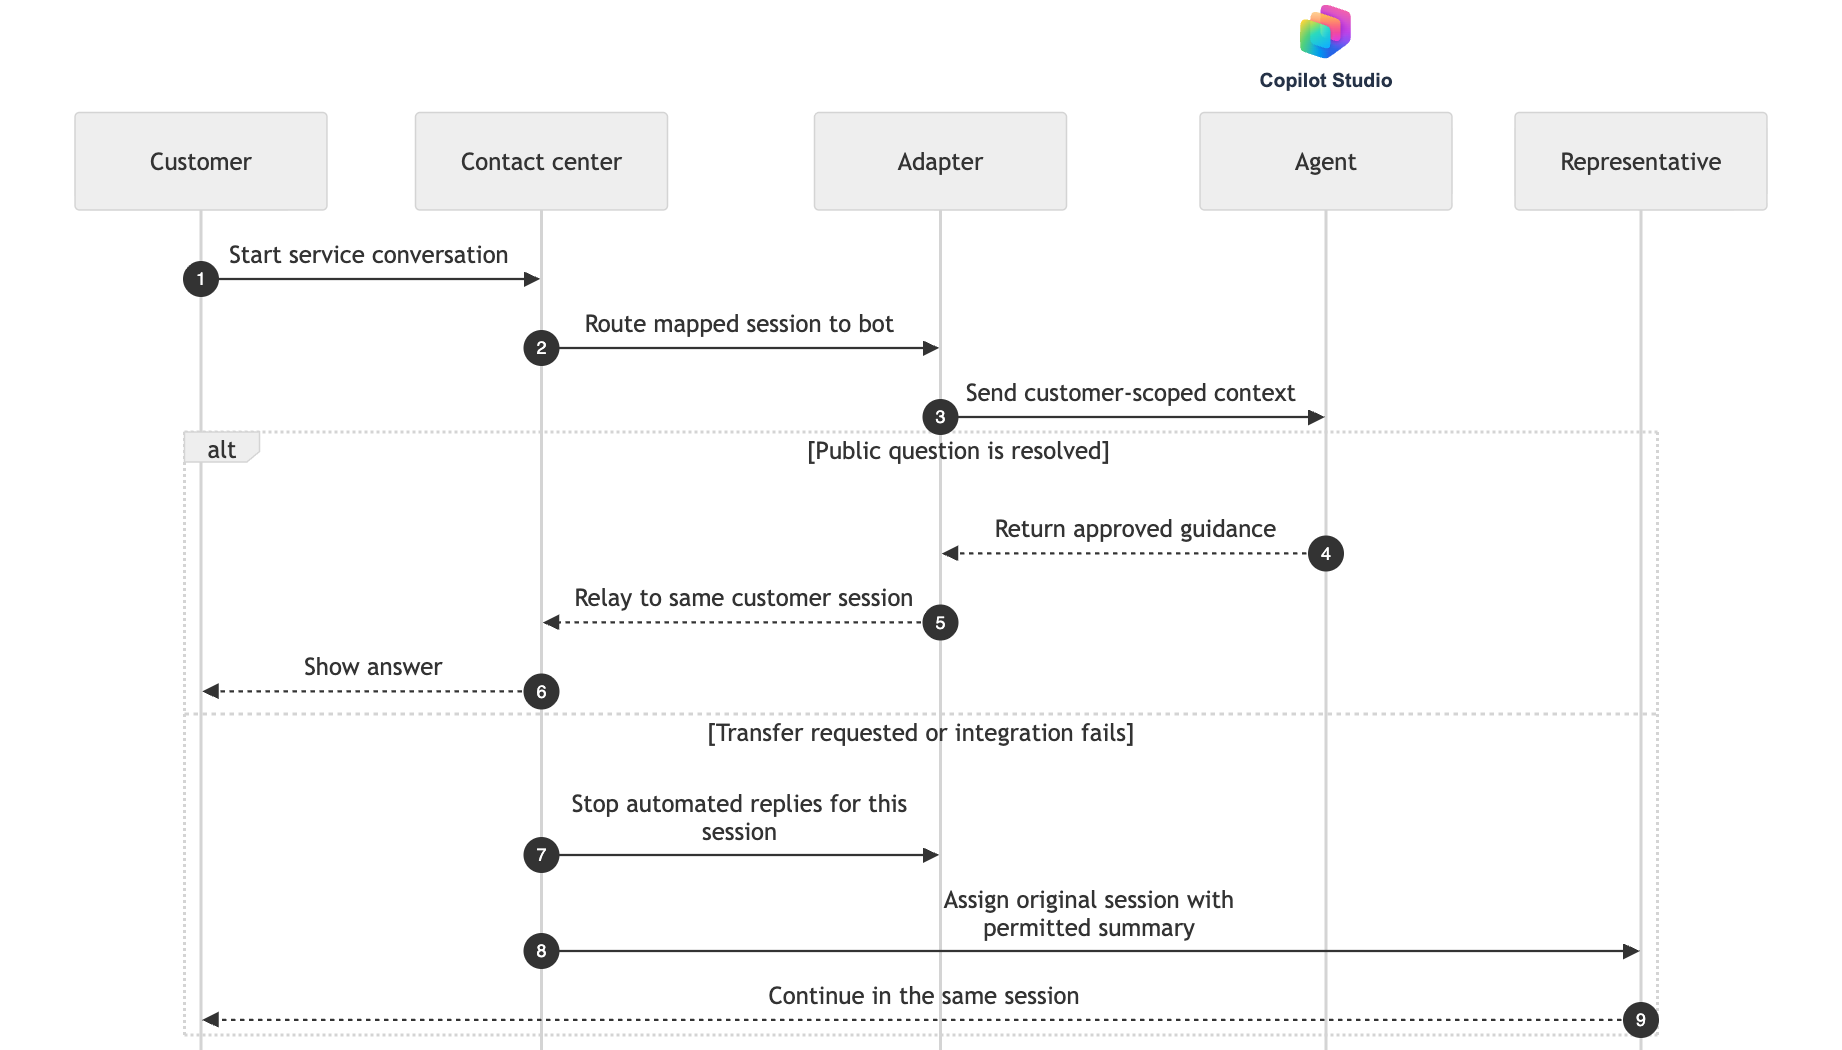 Copilot Studio
Customer
Contact center
Adapter
Agent
Representative
Start service conversation
1
Route mapped session to bot
2
Send customer-scoped context
3
alt
[Public question is resolved]
Return approved guidance
4
Relay to same customer session
5
Show answer
6
[Transfer requested or integration fails]
Stop automated replies for this
session
7
Assign original session with
permitted summary
8
Continue in the same session
9